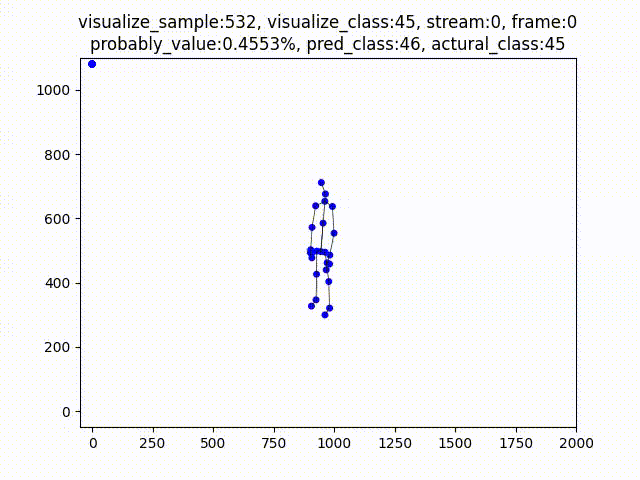 visualize_sample:532, visualize_class:45, stream:0, frame:0
probably_value:0.4553%, pred_class:46, actural_class:45
1000
800
600
400
200
0
0 250 500 750 1000 1250 1500 1750 2000